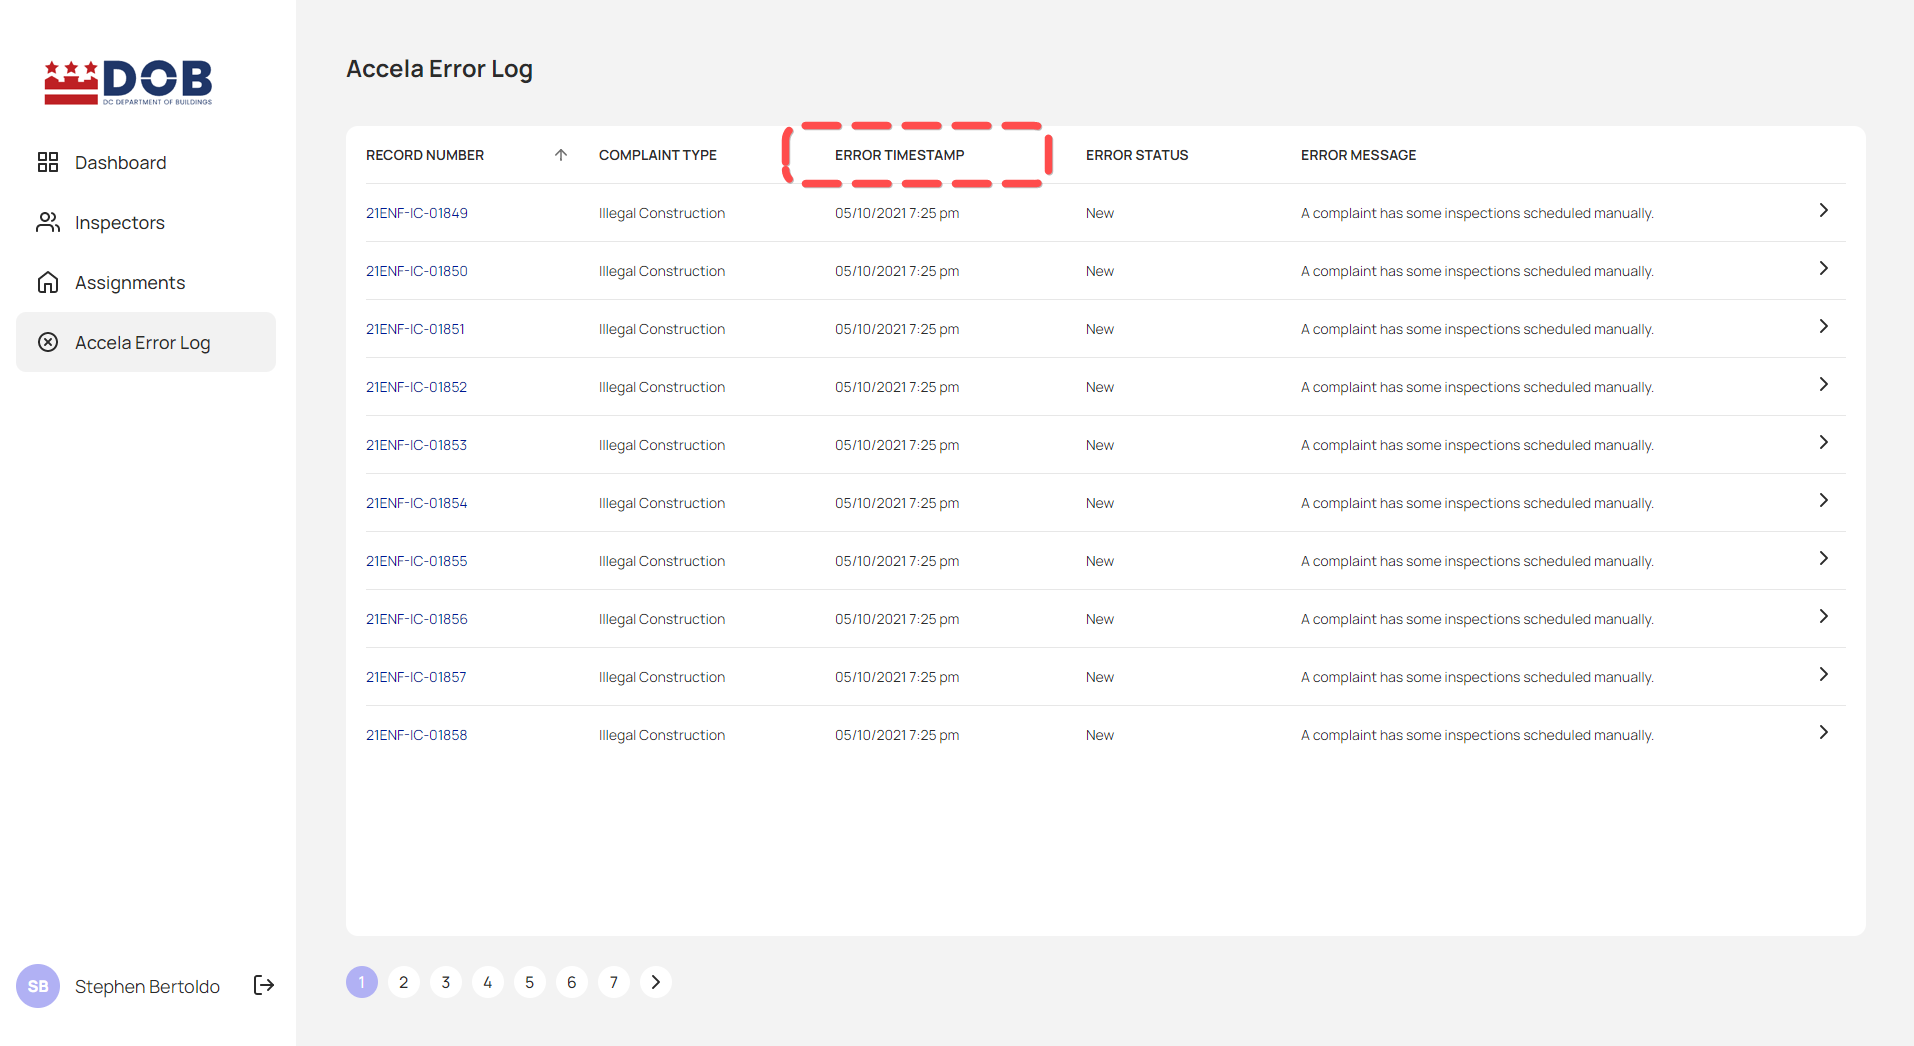 DOB
DC DEPARTMENT OF BUILDINGS
Dashboard
Inspectors
Assignments
Accela Error Log
SB Stephen Bertoldo
Accela Error Log
RECORD NUMBER COMPLAINT TYPE ERROR TIMESTAMP ERROR STATUS ERROR MESSAGE
21ENF-IC-01849 Illegal Construction 05/10/2021 7:25 pm New A complaint has some inspections scheduled manually.
21ENF-IC-01850 Illegal Construction 05/10/2021 7:25 pm New A complaint has some inspections scheduled manually.
21ENF-IC-01851 Illegal Construction 05/10/2021 7:25 pm New A complaint has some inspections scheduled manually.
21ENF-IC-01852 Illegal Construction 05/10/2021 7:25 pm New A complaint has some inspections scheduled manually.
21ENF-IC-01853 Illegal Construction 05/10/2021 7:25 pm New A complaint has some inspections scheduled manually.
21ENF-IC-01854 Illegal Construction 05/10/2021 7:25 pm New A complaint has some inspections scheduled manually.
21ENF-IC-01855 Illegal Construction 05/10/2021 7:25 pm New A complaint has some inspections scheduled manually.
21ENF-IC-01856 Illegal Construction 05/10/2021 7:25 pm New A complaint has some inspections scheduled manually.
21ENF-IC-01857 Illegal Construction 05/10/2021 7:25 pm New A complaint has some inspections scheduled manually.
21ENF-IC-01858 Illegal Construction 05/10/2021 7:25 pm New A complaint has some inspections scheduled manually.
1 2 3 4 5 6 7